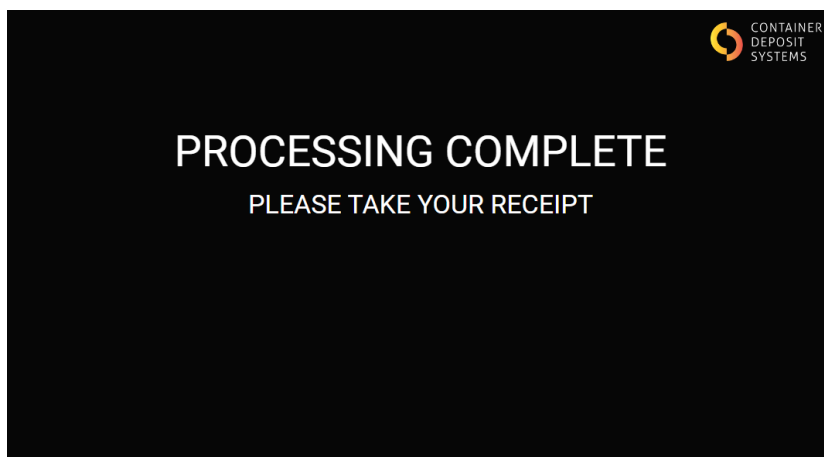 CONTAINER
DEPOSIT
SYSTEMS
PROCESSING COMPLETE
PLEASE TAKE YOUR RECEIPT